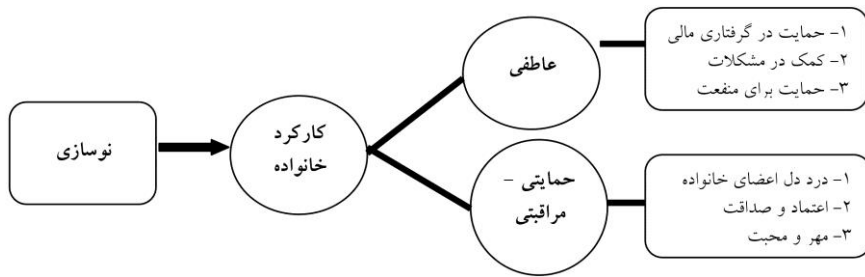 نوسازی
کارکرد
خانواده
عاطفی
۱- حمایت در گرفتاری مالی
۲- کمک در مشکلات
۳- حمایت برای منفعت
حمایتی –
مراقبتی
۱- درد دل اعضای خانواده
۲- اعتماد و صداقت
۳- مهر و محبت